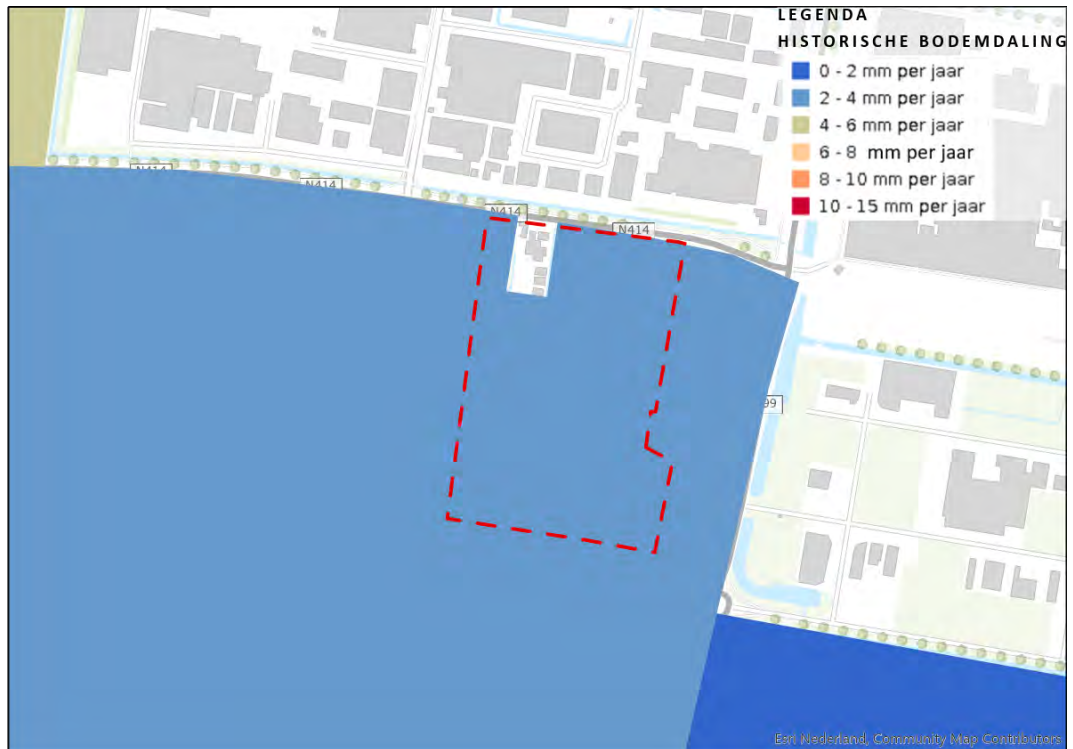 LEGENDA
HISTORISCHE BODEMDALING
0 - 2 mm per jaar
2 - 4 mm per jaar
4 - 6 mm per jaar
6 - 8 mm per jaar
8 - 10 mm per jaar
10 - 15 mm per jaar
N414
N414
N414
N414
99
Esri Nederland, Community Map Contributors